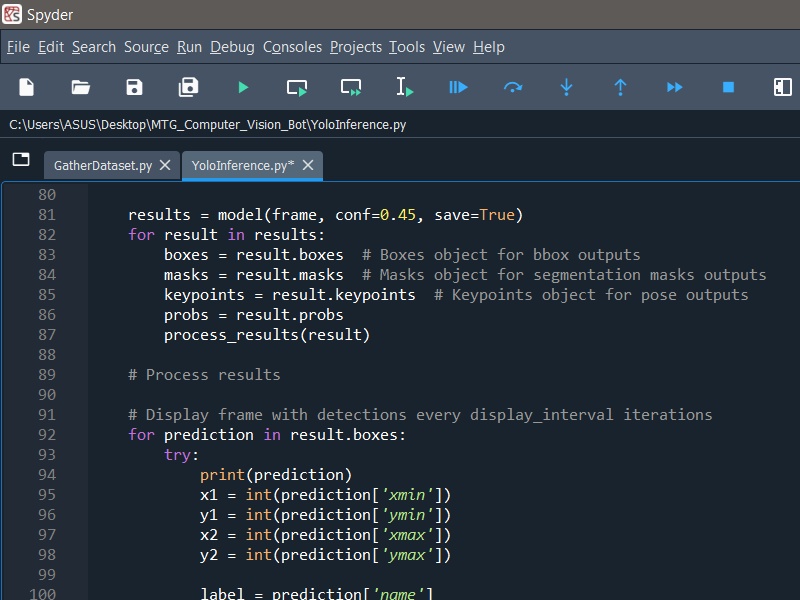 Spyder
File Edit Search Source Run Debug Consoles Projects Tools View Help
C:\Users\ASUS\Desktop\MTG_Computer_Vision_Bot\YoloInference.py
GatherDataset.py YoloInference.py*
80
81 results = model(frame, conf=0.45, save=True)
82 for result in results:
83 boxes = result.boxes # Boxes object for bbox outputs
84 masks = result.masks # Masks object for segmentation masks outputs
85 keypoints = result.keypoints # Keypoints object for pose outputs
86 probs = result.probs
87 process_results(result)
88
89 # Process results
90
91 # Display frame with detections every display_interval iterations
92 for prediction in result.boxes:
93 try:
94 print(prediction)
95 x1 = int(prediction['xmin'])
96 y1 = int(prediction['ymin'])
97 x2 = int(prediction['xmax'])
98 y2 = int(prediction['ymax'])
99
100 label = prediction['name']